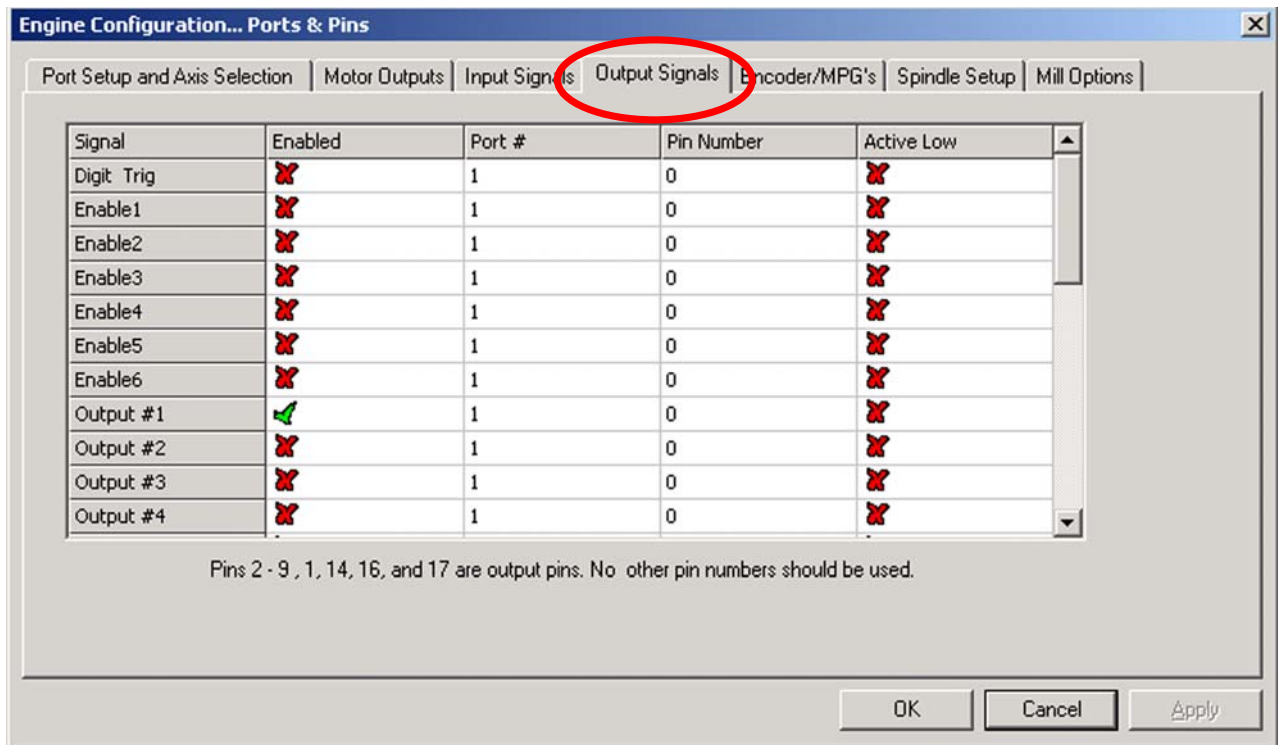 Engine Configuration... Ports & Pins
Port Setup and Axis Selection Motor Outputs Input Signals Output Signals Encoder/MPG's Spindle Setup Mill Options
Signal Enabled Port # Pin Number Active Low
Digit Trig 1 0
Enable1 1 0
Enable2 1 0
Enable3 1 0
Enable4 1 0
Enable5 1 0
Enable6 1 0
Output #1 1 0
Output #2 1 0
Output #3 1 0
Output #4 1 0
Pins 2 - 9 , 1, 14, 16, and 17 are output pins. No other pin numbers should be used.
OK Cancel Apply